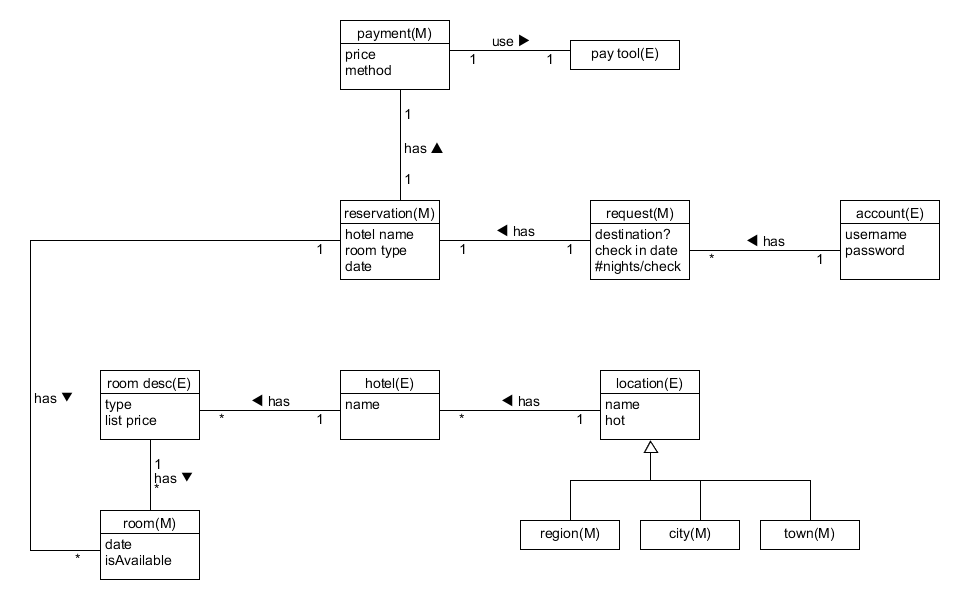 payment(M)
price
method
use ▶
1
1
pay tool(E)
1
has ▲
1
reservation(M)
hotel name
room type
date
1
◀ has
1
1
request(M)
destination?
check in date
#nights/check
◀ has
*
1
account(E)
username
password
has ▼
room desc(E)
type
list price
◀ has
*
1
hotel(E)
name
◀ has
*
1
location(E)
name
hot
1
has ▼
*
room(M)
date
isAvailable
*
region(M)
city(M)
town(M)